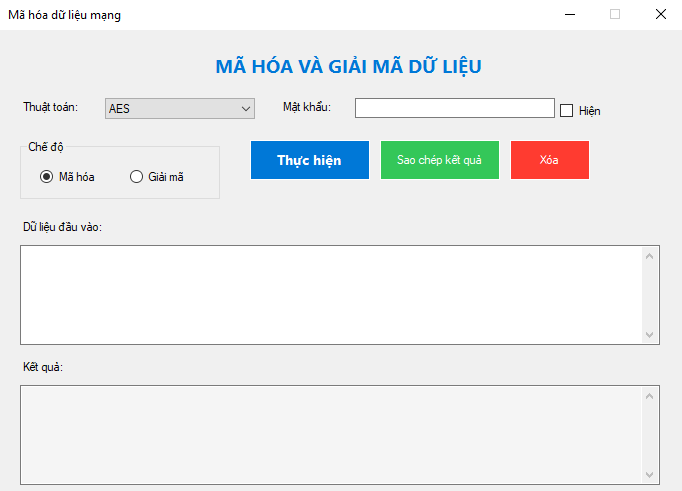 Mã hóa dữ liệu mạng
MÃ HÓA VÀ GIẢI MÃ DỮ LIỆU
Thuật toán: AES Mật khẩu: Hiện
Chế độ
Mã hóa Giải mã Thực hiện Sao chép kết quả Xóa
Dữ liệu đầu vào:
Kết quả: